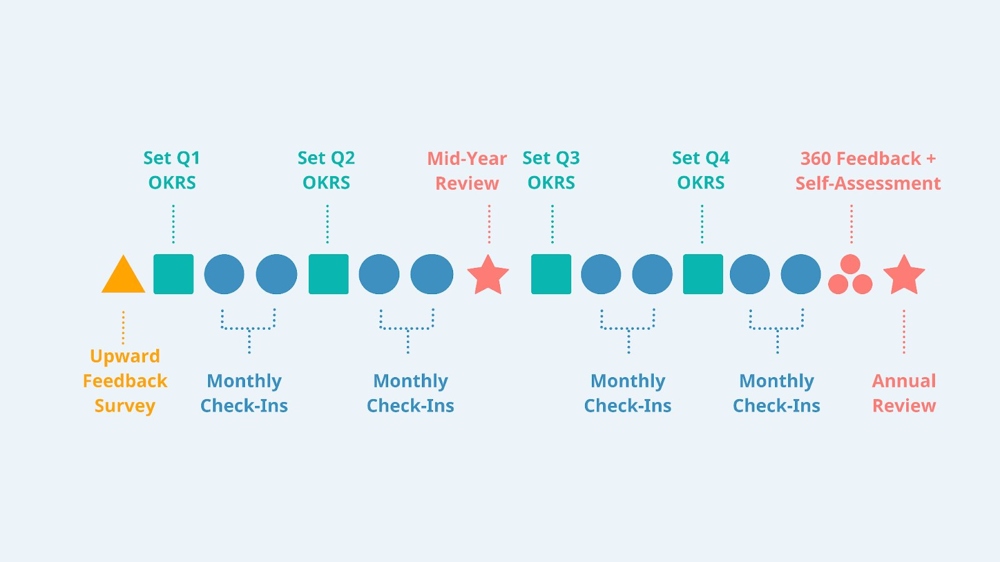 Set Q1
OKRS
Set Q2
OKRS
Mid-Year
Review
Set Q3
OKRS
Set Q4
OKRS
360 Feedback +
Self-Assessment
Upward
Feedback
Survey
Monthly
Check-Ins
Monthly
Check-Ins
Monthly
Check-Ins
Monthly
Check-Ins
Annual
Review